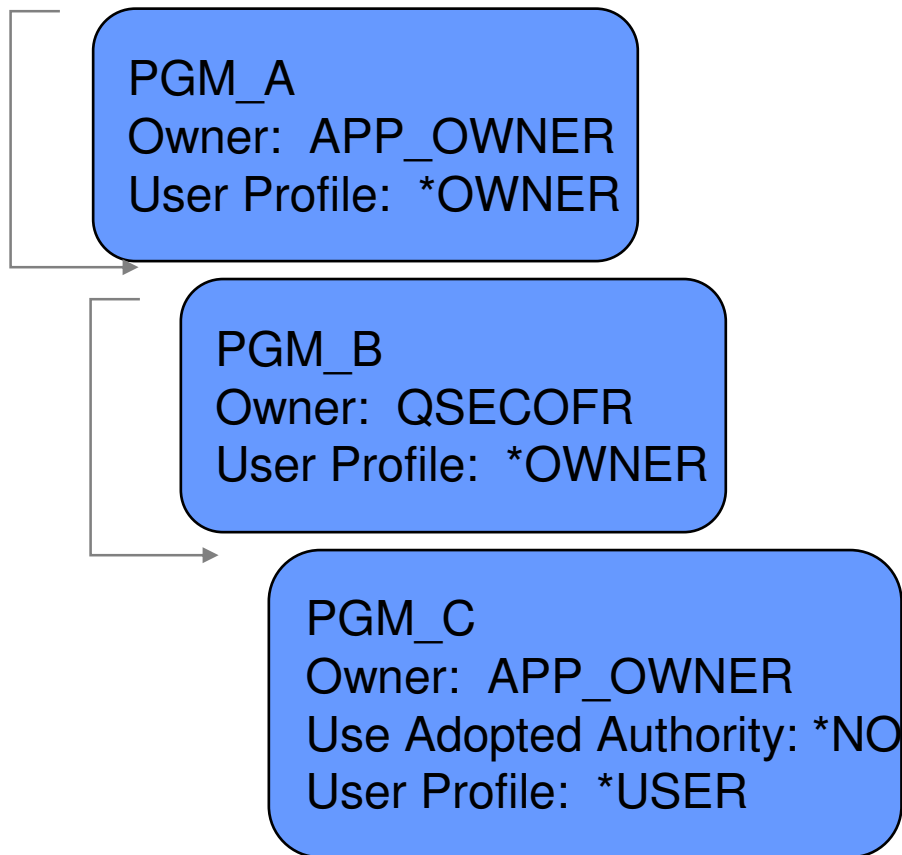 PGM_A
Owner:  APP_OWNER
User Profile:  *OWNER
PGM_B
Owner:  QSECOFR
User Profile:  *OWNER
PGM_C
Owner:  APP_OWNER
Use Adopted Authority: *NO
User Profile:  *USER